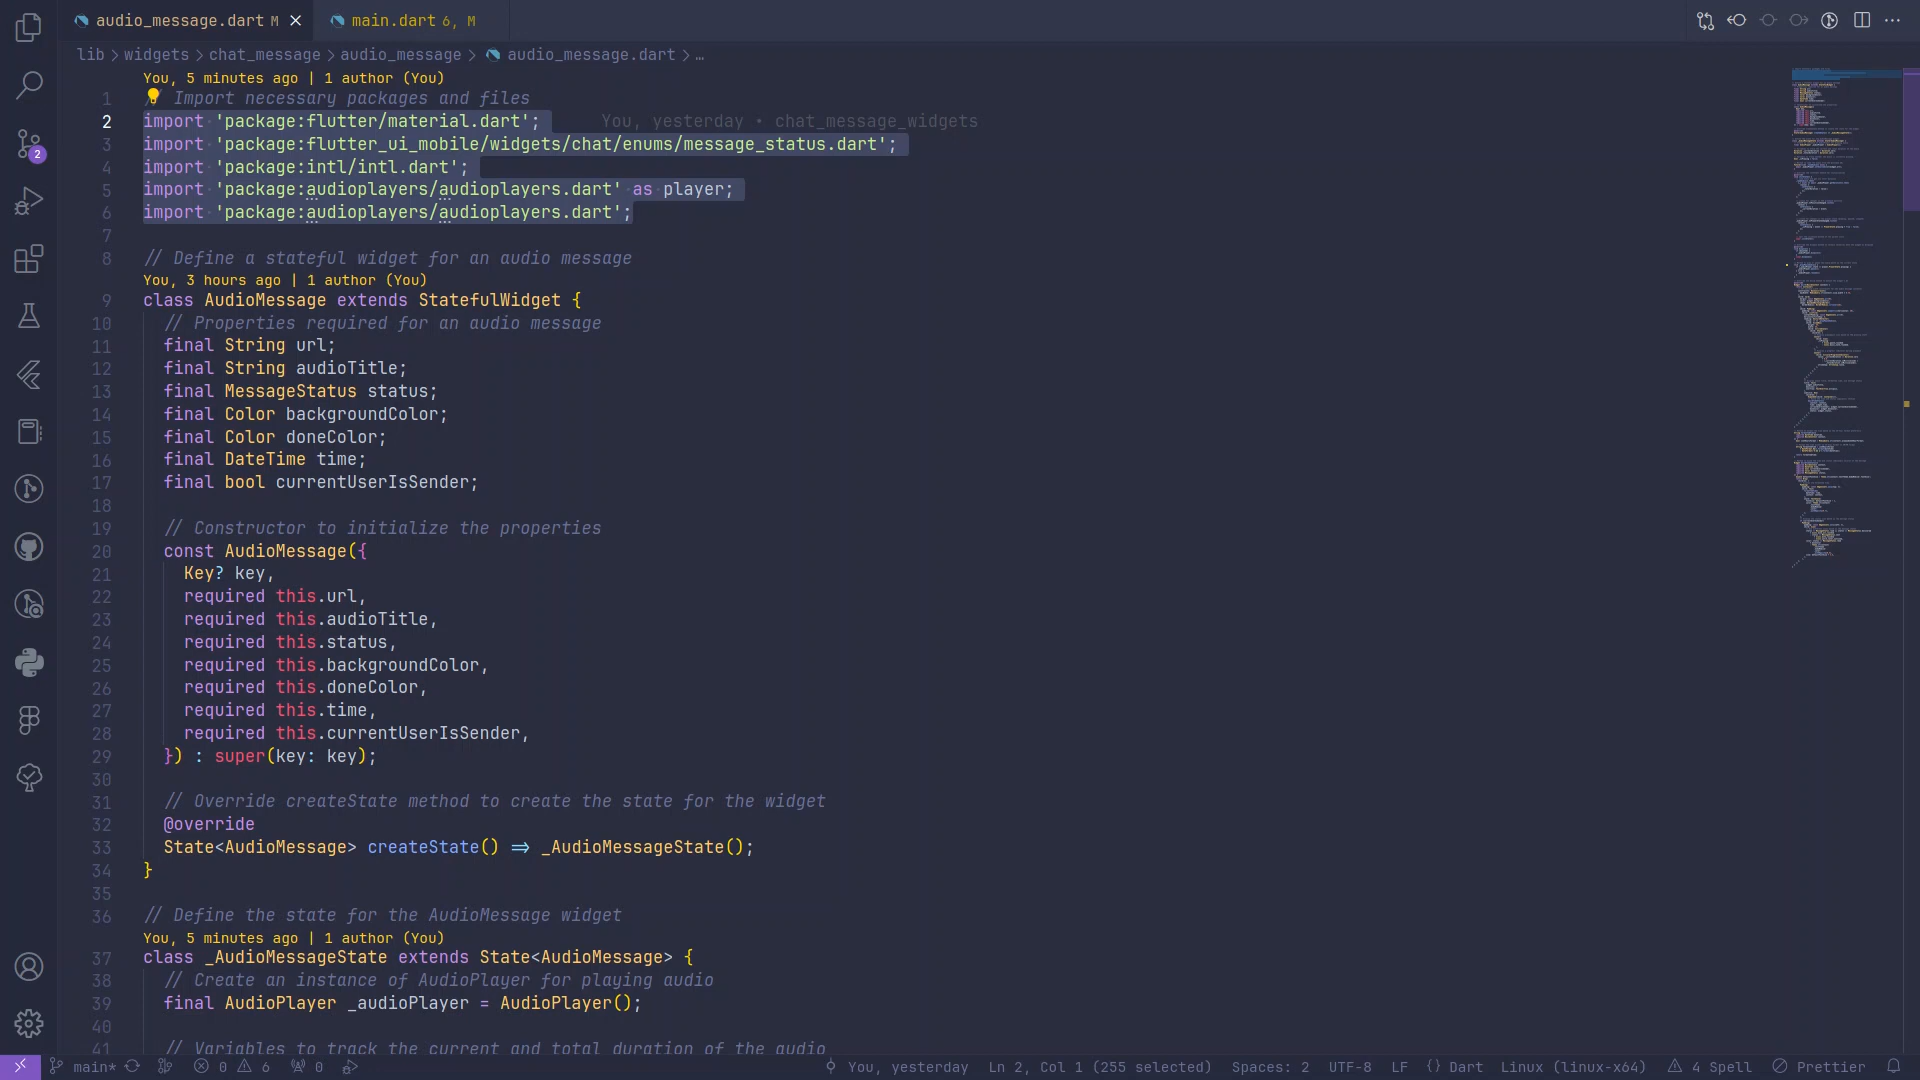 audio_message.dart M
main.dart 6, M
lib > widgets > chat_message > audio_message > audio_message.dart > …
You, 5 minutes ago | 1 author (You)
1 // Import necessary packages and files
2 import 'package:flutter/material.dart'; You, yesterday • chat_message_widgets
3 import 'package:flutter_ui_mobile/widgets/chat/enums/message_status.dart';
4 import 'package:intl/intl.dart';
5 import 'package:audioplayers/audioplayers.dart' as player;
6 import 'package:audioplayers/audioplayers.dart';
7
8 // Define a stateful widget for an audio message
You, 3 hours ago | 1 author (You)
9 class AudioMessage extends StatefulWidget {
10 // Properties required for an audio message
11 final String url;
12 final String audioTitle;
13 final MessageStatus status;
14 final Color backgroundColor;
15 final Color doneColor;
16 final DateTime time;
17 final bool currentUserIsSender;
18
19 // Constructor to initialize the properties
20 const AudioMessage({
21 Key? key,
22 required this.url,
23 required this.audioTitle,
24 required this.status,
25 required this.backgroundColor,
26 required this.doneColor,
27 required this.time,
28 required this.currentUserIsSender,
29 }) : super(key: key);
30
31 // Override createState method to create the state for the widget
32 @override
33 State<AudioMessage> createState() => _AudioMessageState();
34 }
35
36 // Define the state for the AudioMessage widget
You, 5 minutes ago | 1 author (You)
37 class _AudioMessageState extends State<AudioMessage> {
38 // Create an instance of AudioPlayer for playing audio
39 final AudioPlayer _audioPlayer = AudioPlayer();
40
41 // Variables to track the current and total duration of the audio
2
main* 0 6 0 You, yesterday Ln 2, Col 1 (255 selected) Spaces: 2 UTF-8 LF {} Dart Linux (linux-x64) 4 Spell Prettier